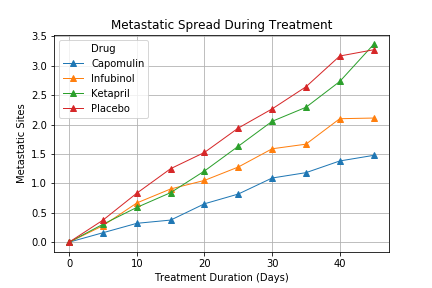 Metastatic Spread During Treatment
3.5
3.0
2.5
2.0
1.5
1.0
0.5
0.0
Metastatic Sites
Drug
Capomulin
Infubinol
Ketapril
Placebo
0 10 20 30 40
Treatment Duration (Days)